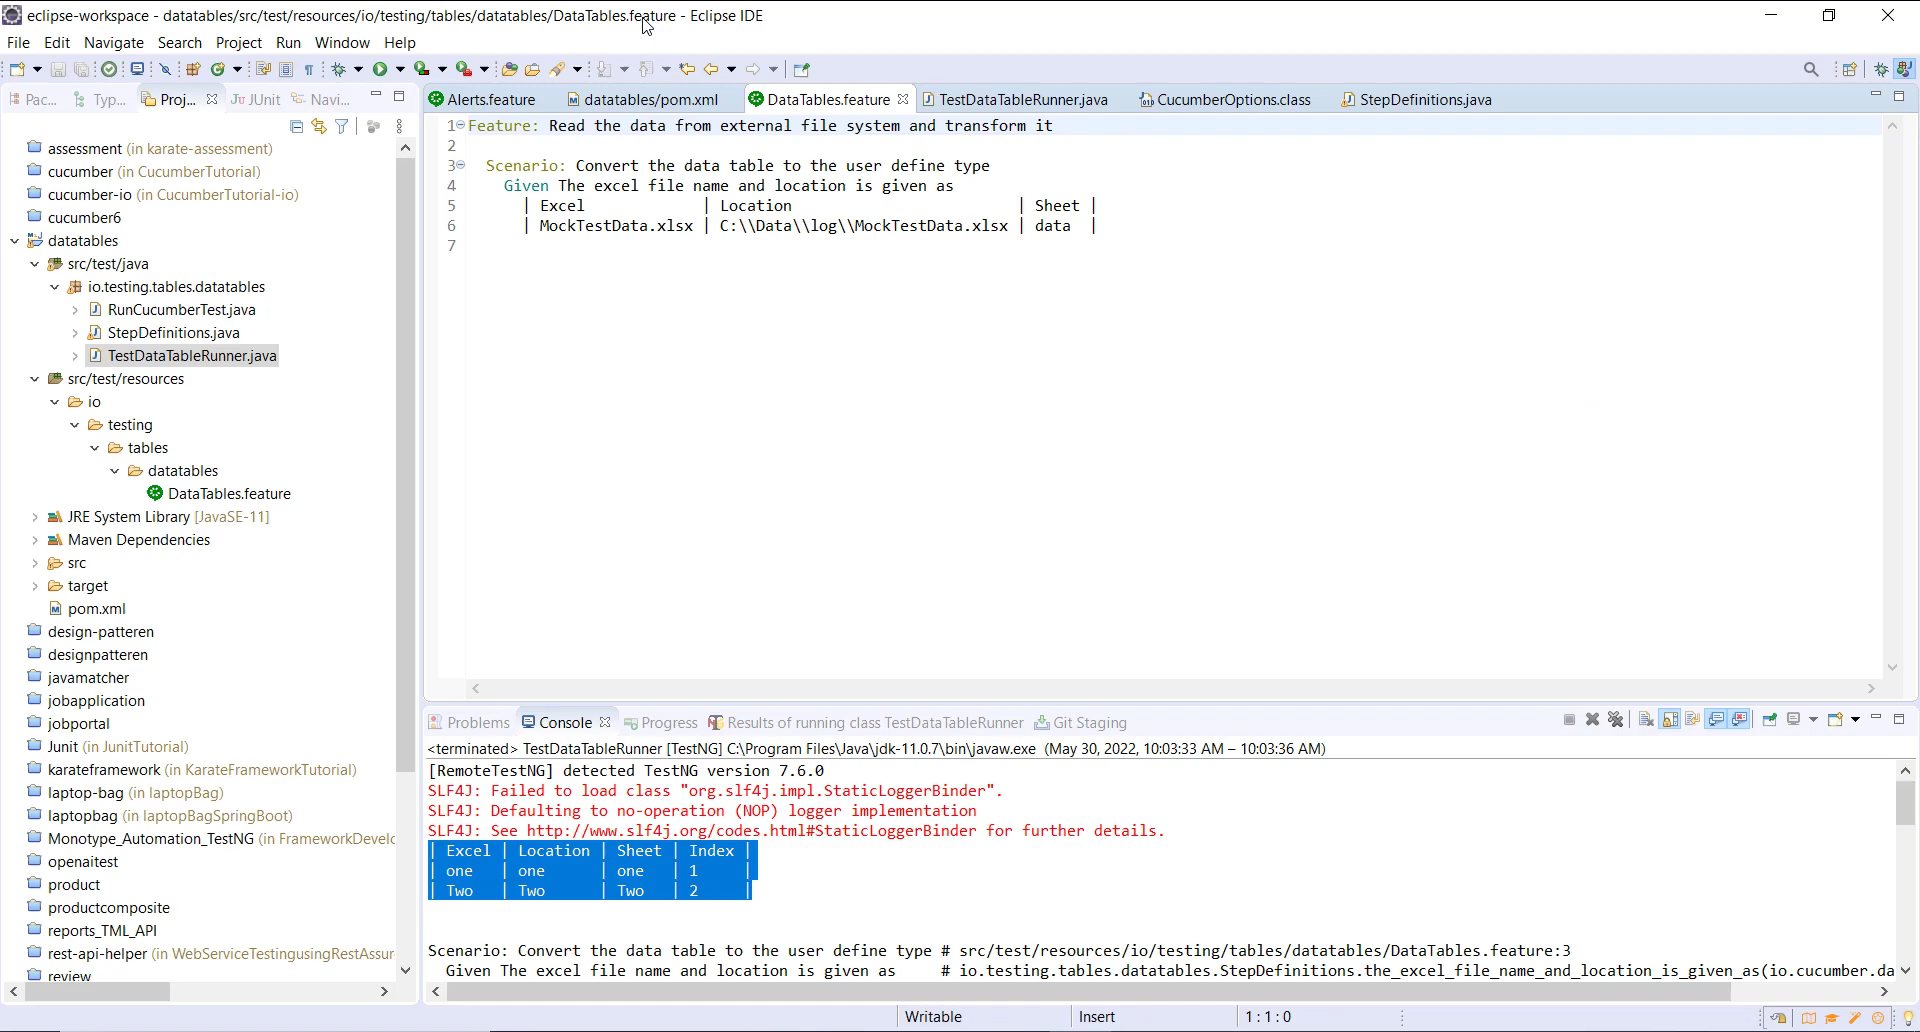 eclipse-workspace - datatables/src/test/resources/io/testing/tables/datatables/DataTables.feature - Eclipse IDE
File Edit Navigate Search Project Run Window Help
Pac... Typ... Proj... JUnit Navi...
Alerts.feature datatables/pom.xml DataTables.feature TestDataTableRunner.java CucumberOptions.class StepDefinitions.java
assessment (in karate-assessment)
cucumber (in CucumberTutorial)
cucumber-io (in CucumberTutorial-io)
cucumber6
datatables
src/test/java
io.testing.tables.datatables
RunCucumberTest.java
StepDefinitions.java
TestDataTableRunner.java
src/test/resources
io
testing
tables
datatables
DataTables.feature
JRE System Library [JavaSE-11]
Maven Dependencies
src
target
pom.xml
design-patteren
designpatteren
javamatcher
jobapplication
jobportal
Junit (in JunitTutorial)
karateframework (in KarateFrameworkTutorial)
laptop-bag (in laptopBag)
laptopbag (in laptopBagSpringBoot)
Monotype_Automation_TestNG (in FrameworkDevelo
openaitest
product
productcomposite
reports_TML_API
rest-api-helper (in WebServiceTestingusingRestAssur
review
1 Feature: Read the data from external file system and transform it
2
3 Scenario: Convert the data table to the user define type
4 Given The excel file name and location is given as
5 | Excel | Location | Sheet |
6 | MockTestData.xlsx | C:\\Data\\log\\MockTestData.xlsx | data |
7
Problems Console Progress Results of running class TestDataTableRunner Git Staging
<terminated> TestDataTableRunner [TestNG] C:\Program Files\Java\jdk-11.0.7\bin\javaw.exe (May 30, 2022, 10:03:33 AM – 10:03:36 AM)
[RemoteTestNG] detected TestNG version 7.6.0
SLF4J: Failed to load class "org.slf4j.impl.StaticLoggerBinder".
SLF4J: Defaulting to no-operation (NOP) logger implementation
SLF4J: See http://www.slf4j.org/codes.html#StaticLoggerBinder for further details.
| Excel | Location | Sheet | Index |
| one | one | one | 1 |
| Two | Two | Two | 2 |
Scenario: Convert the data table to the user define type # src/test/resources/io/testing/tables/datatables/DataTables.feature:3
Given The excel file name and location is given as # io.testing.tables.datatables.StepDefinitions.the_excel_file_name_and_location_is_given_as(io.cucumber.da
Writable Insert 1:1:0